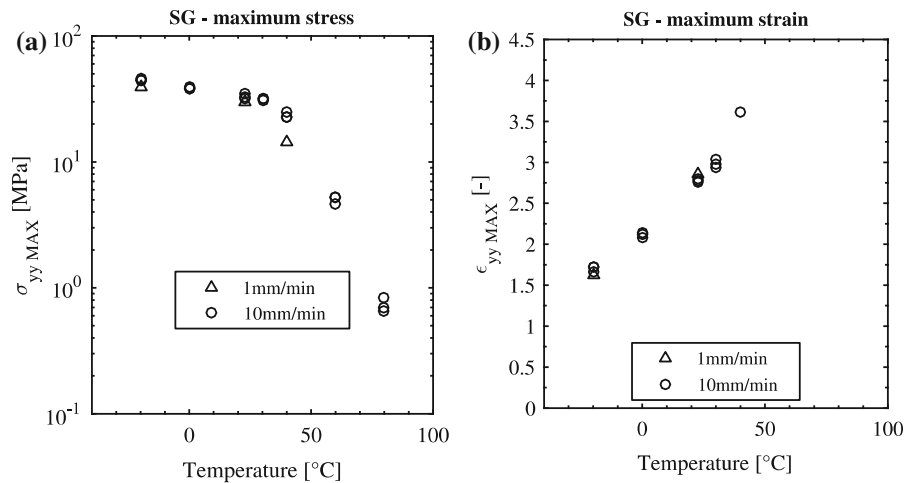 SG - maximum stress
(a)
10^2
10^1
10^0
10^-1
σ_yy MAX [MPa]
1mm/min
10mm/min
0
50
100
Temperature [°C]
SG - maximum strain
(b)
4.5
4
3.5
3
2.5
2
1.5
1
0.5
0
ϵ_yy MAX [-]
1mm/min
10mm/min
0
50
100
Temperature [°C]